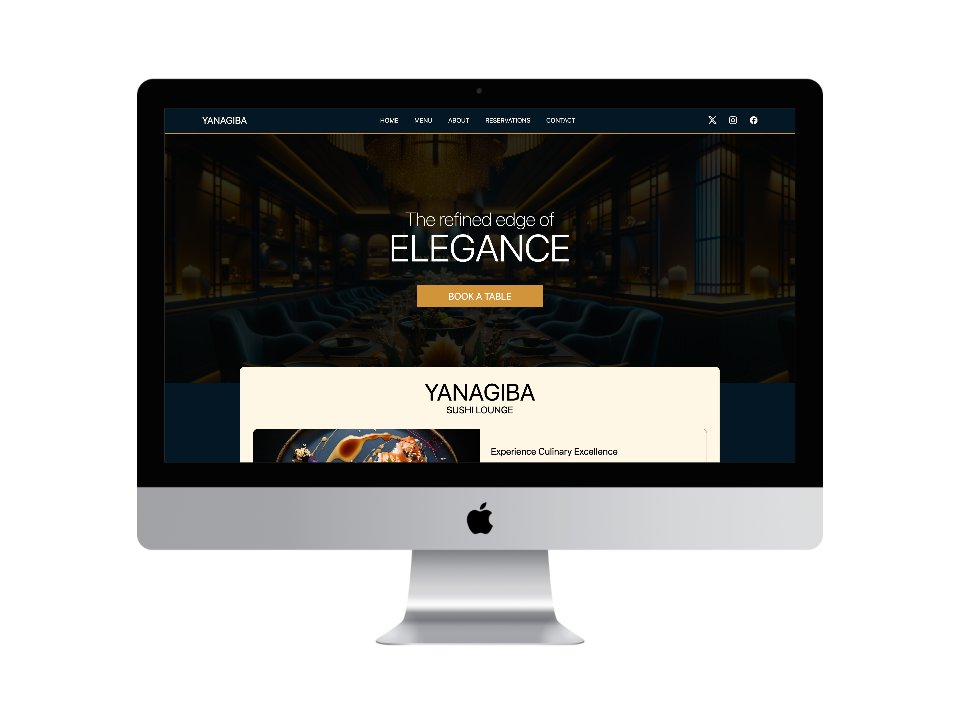 YANAGIBA
HOME MENU ABOUT RESERVATIONS CONTACT
The refined edge of
ELEGANCE
BOOK A TABLE
YANAGIBA
SUSHI LOUNGE
Experience Culinary Excellence